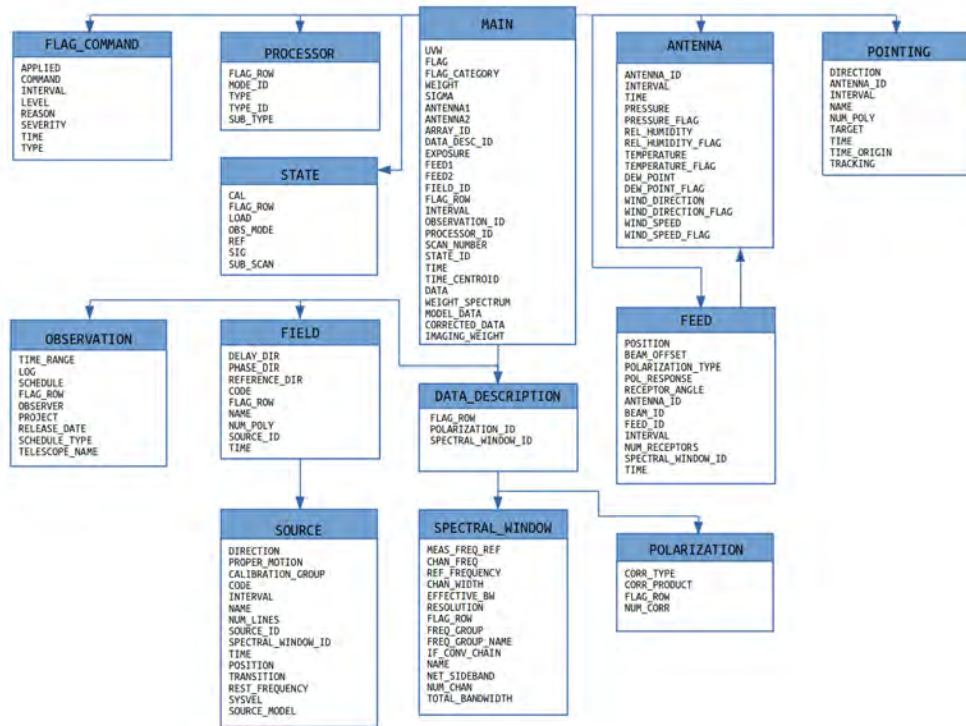 MAIN
UVW
FLAG
FLAG_CATEGORY
WEIGHT
SIGMA
ANTENNA1
ANTENNA2
ARRAY_ID
DATA_DESC_ID
EXPOSURE
FEED1
FEED2
FIELD_ID
FLAG_ROW
INTERVAL
OBSERVATION_ID
PROCESSOR_ID
SCAN_NUMBER
STATE_ID
TIME
TIME_CENTROID
DATA
WEIGHT_SPECTRUM
MODEL_DATA
CORRECTED_DATA
IMAGING_WEIGHT
FLAG_COMMAND
APPLIED
COMMAND
INTERVAL
LEVEL
REASON
SEVERITY
TIME
TYPE
PROCESSOR
FLAG_ROW
MODE_ID
TYPE
TYPE_ID
SUB_TYPE
STATE
CAL
FLAG_ROW
LOAD
OBS_MODE
REF
SIG
SUB_SCAN
ANTENNA
ANTENNA_ID
INTERVAL
TIME
PRESSURE
PRESSURE_FLAG
REL_HUMIDITY
REL_HUMIDITY_FLAG
TEMPERATURE
TEMPERATURE_FLAG
DEW_POINT
DEW_POINT_FLAG
WIND_DIRECTION
WIND_DIRECTION_FLAG
WIND_SPEED
WIND_SPEED_FLAG
POINTING
DIRECTION
ANTENNA_ID
INTERVAL
NAME
NUM_POLY
TARGET
TIME
TIME_ORIGIN
TRACKING
OBSERVATION
TIME_RANGE
LOG
SCHEDULE
FLAG_ROW
OBSERVER
PROJECT
RELEASE_DATE
SCHEDULE_TYPE
TELESCOPE_NAME
FIELD
DELAY_DIR
PHASE_DIR
REFERENCE_DIR
CODE
FLAG_ROW
NAME
NUM_POLY
SOURCE_ID
TIME
DATA_DESCRIPTION
FLAG_ROW
POLARIZATION_ID
SPECTRAL_WINDOW_ID
FEED
POSITION
BEAM_OFFSET
POLARIZATION_TYPE
POL_RESPONSE
RECEPTOR_ANGLE
ANTENNA_ID
BEAM_ID
FEED_ID
INTERVAL
NUM_RECEPTORS
SPECTRAL_WINDOW_ID
TIME
SOURCE
DIRECTION
PROPER_MOTION
CALIBRATION_GROUP
CODE
INTERVAL
NAME
NUM_LINES
SOURCE_ID
SPECTRAL_WINDOW_ID
TIME
POSITION
TRANSITION
REST_FREQUENCY
SYSVEL
SOURCE_MODEL
SPECTRAL_WINDOW
MEAS_FREQ_REF
CHAN_FREQ
REF_FREQUENCY
CHAN_WIDTH
EFFECTIVE_BW
RESOLUTION
FLAG_ROW
FREQ_GROUP
FREQ_GROUP_NAME
IF_CONV_CHAIN
NAME
NET_SIDEBAND
NUM_CHAN
TOTAL_BANDWIDTH
POLARIZATION
CORR_TYPE
CORR_PRODUCT
FLAG_ROW
NUM_CORR